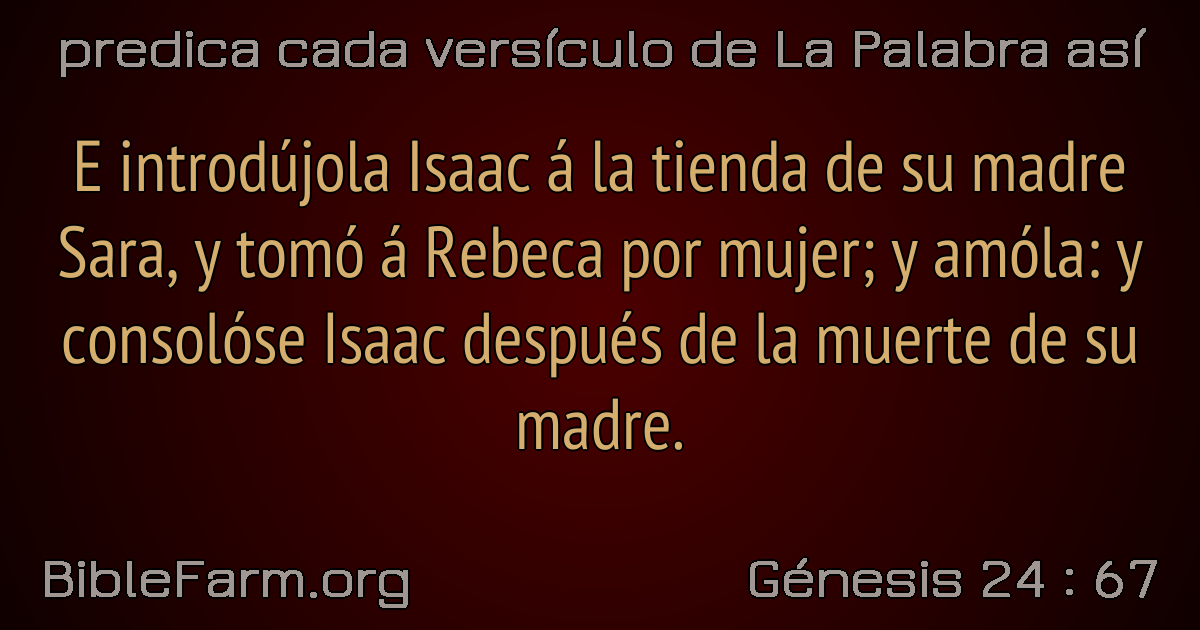 predica cada versículo de La Palabra así
E introdújola Isaac á la tienda de su madre
Sara, y tomó á Rebeca por mujer; y amóla: y
consolóse Isaac después de la muerte de su
madre.
BibleFarm.org
Génesis 24 : 67